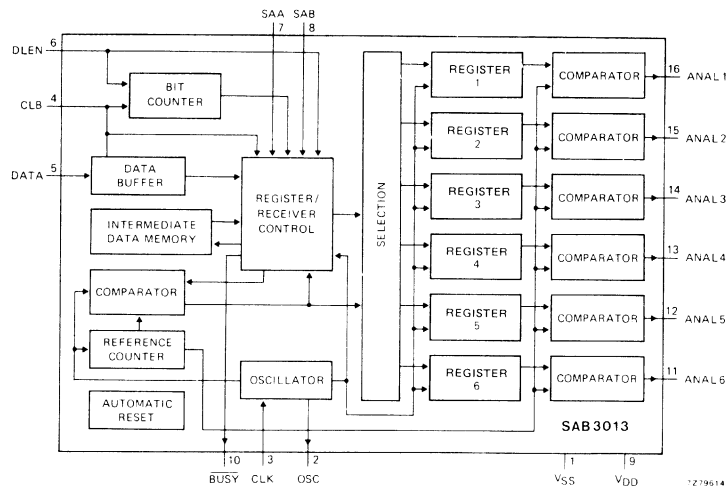 SAA SAB
7 8
DLEN 6
CLB 4
DATA 5
BIT
COUNTER
DATA
BUFFER
INTERMEDIATE
DATA MEMORY
COMPARATOR
REFERENCE
COUNTER
AUTOMATIC
RESET
REGISTER/
RECEIVER
CONTROL
OSCILLATOR
SELECTION
REGISTER
1
REGISTER
2
REGISTER
3
REGISTER
4
REGISTER
5
REGISTER
6
COMPARATOR
COMPARATOR
COMPARATOR
COMPARATOR
COMPARATOR
COMPARATOR
16 ANAL 1
15 ANAL 2
14 ANAL 3
13 ANAL 4
12 ANAL 5
11 ANAL 6
SAB3013
10 3 2 1 9
BUSY CLK OSC VSS VDD
7Z79614